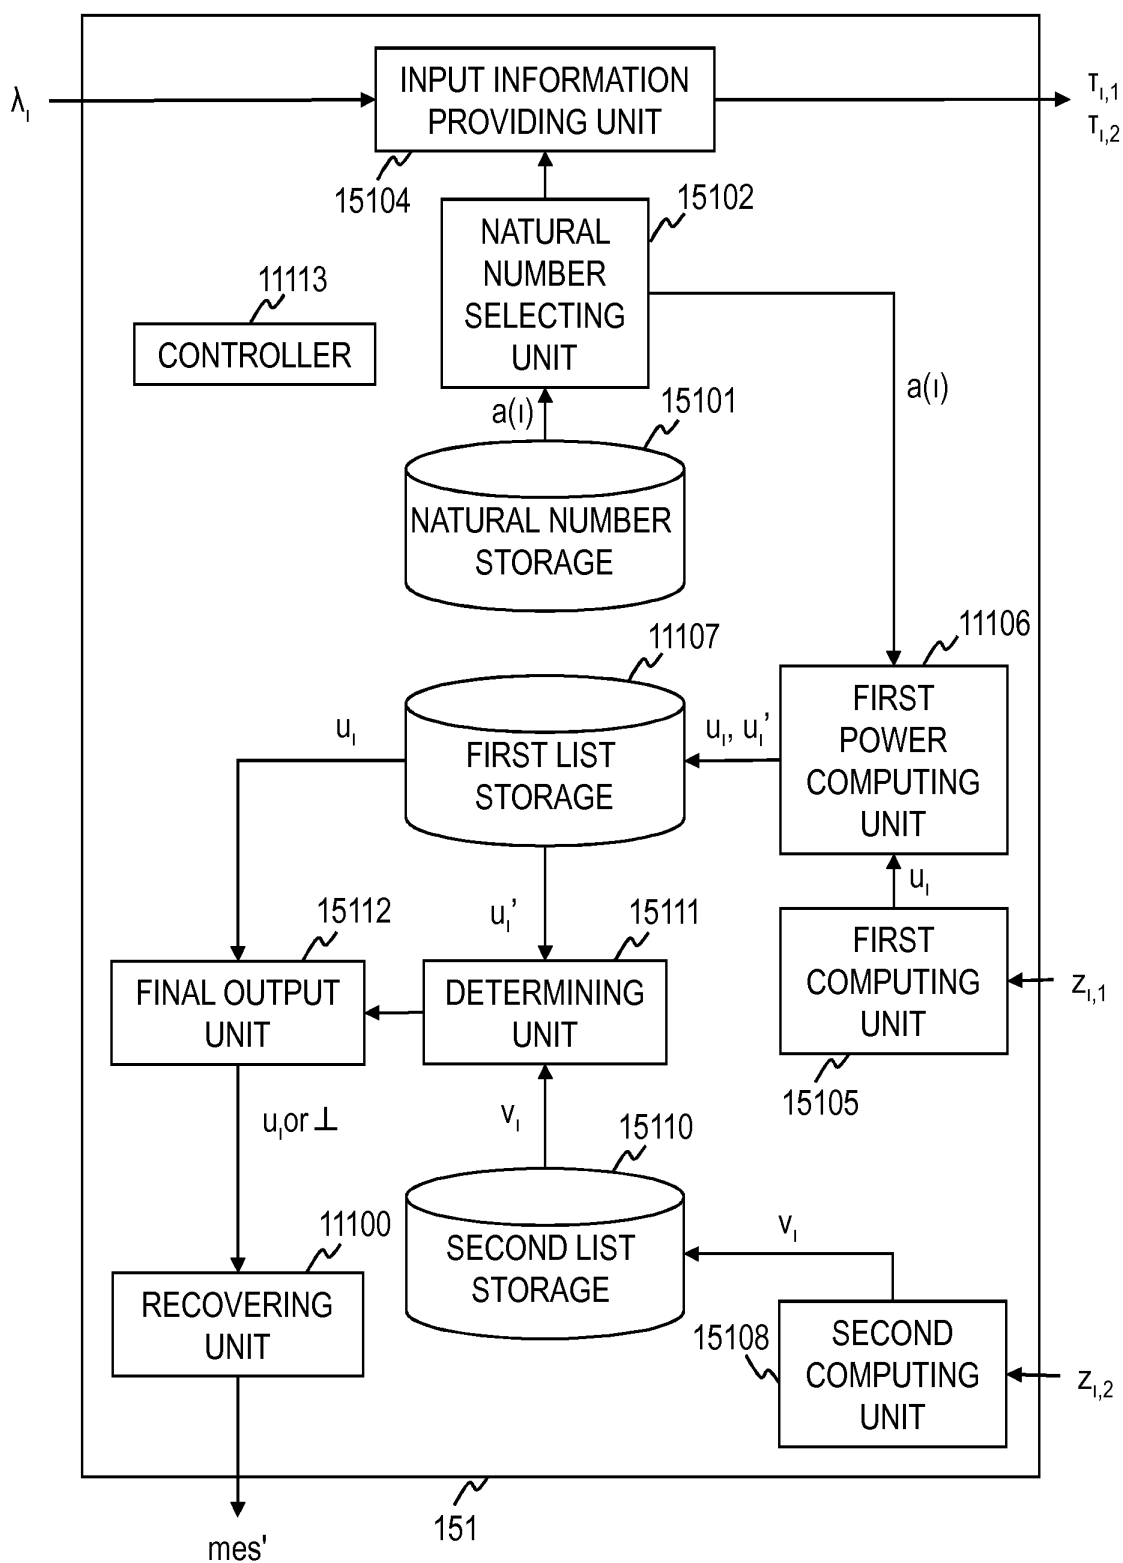 INPUT INFORMATION
PROVIDING UNIT
λι
τι,1
τι,2
15104
15102
NATURAL
NUMBER
SELECTING
UNIT
11113
CONTROLLER
a(ι)
a(ι)
15101
NATURAL NUMBER
STORAGE
11107
11106
FIRST
POWER
COMPUTING
UNIT
uι
uι, uι'
FIRST LIST
STORAGE
uι
15112
uι'
15111
FIRST
COMPUTING
UNIT
zι,1
FINAL OUTPUT
UNIT
DETERMINING
UNIT
15105
uι or ⊥
vι
15110
11100
SECOND LIST
STORAGE
vι
RECOVERING
UNIT
15108
SECOND
COMPUTING
UNIT
zι,2
151
mes'